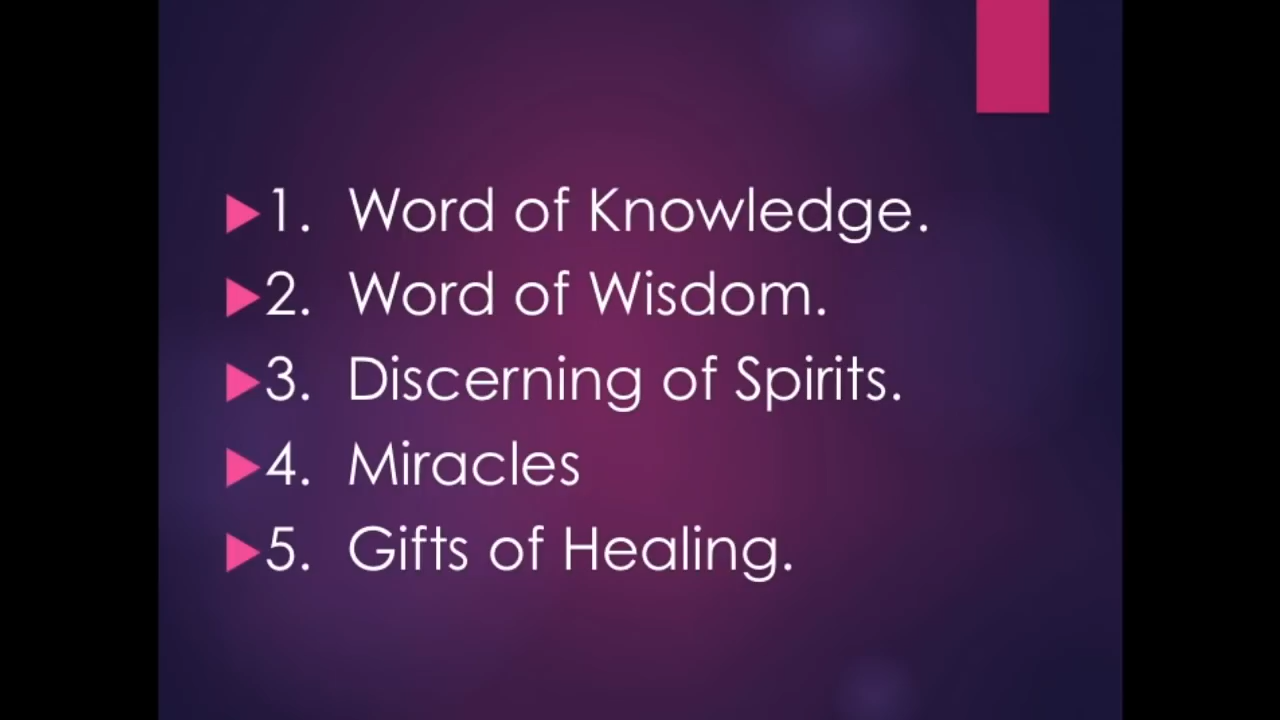 1. Word of Knowledge.
2. Word of Wisdom.
3. Discerning of Spirits.
4. Miracles
5. Gifts of Healing.